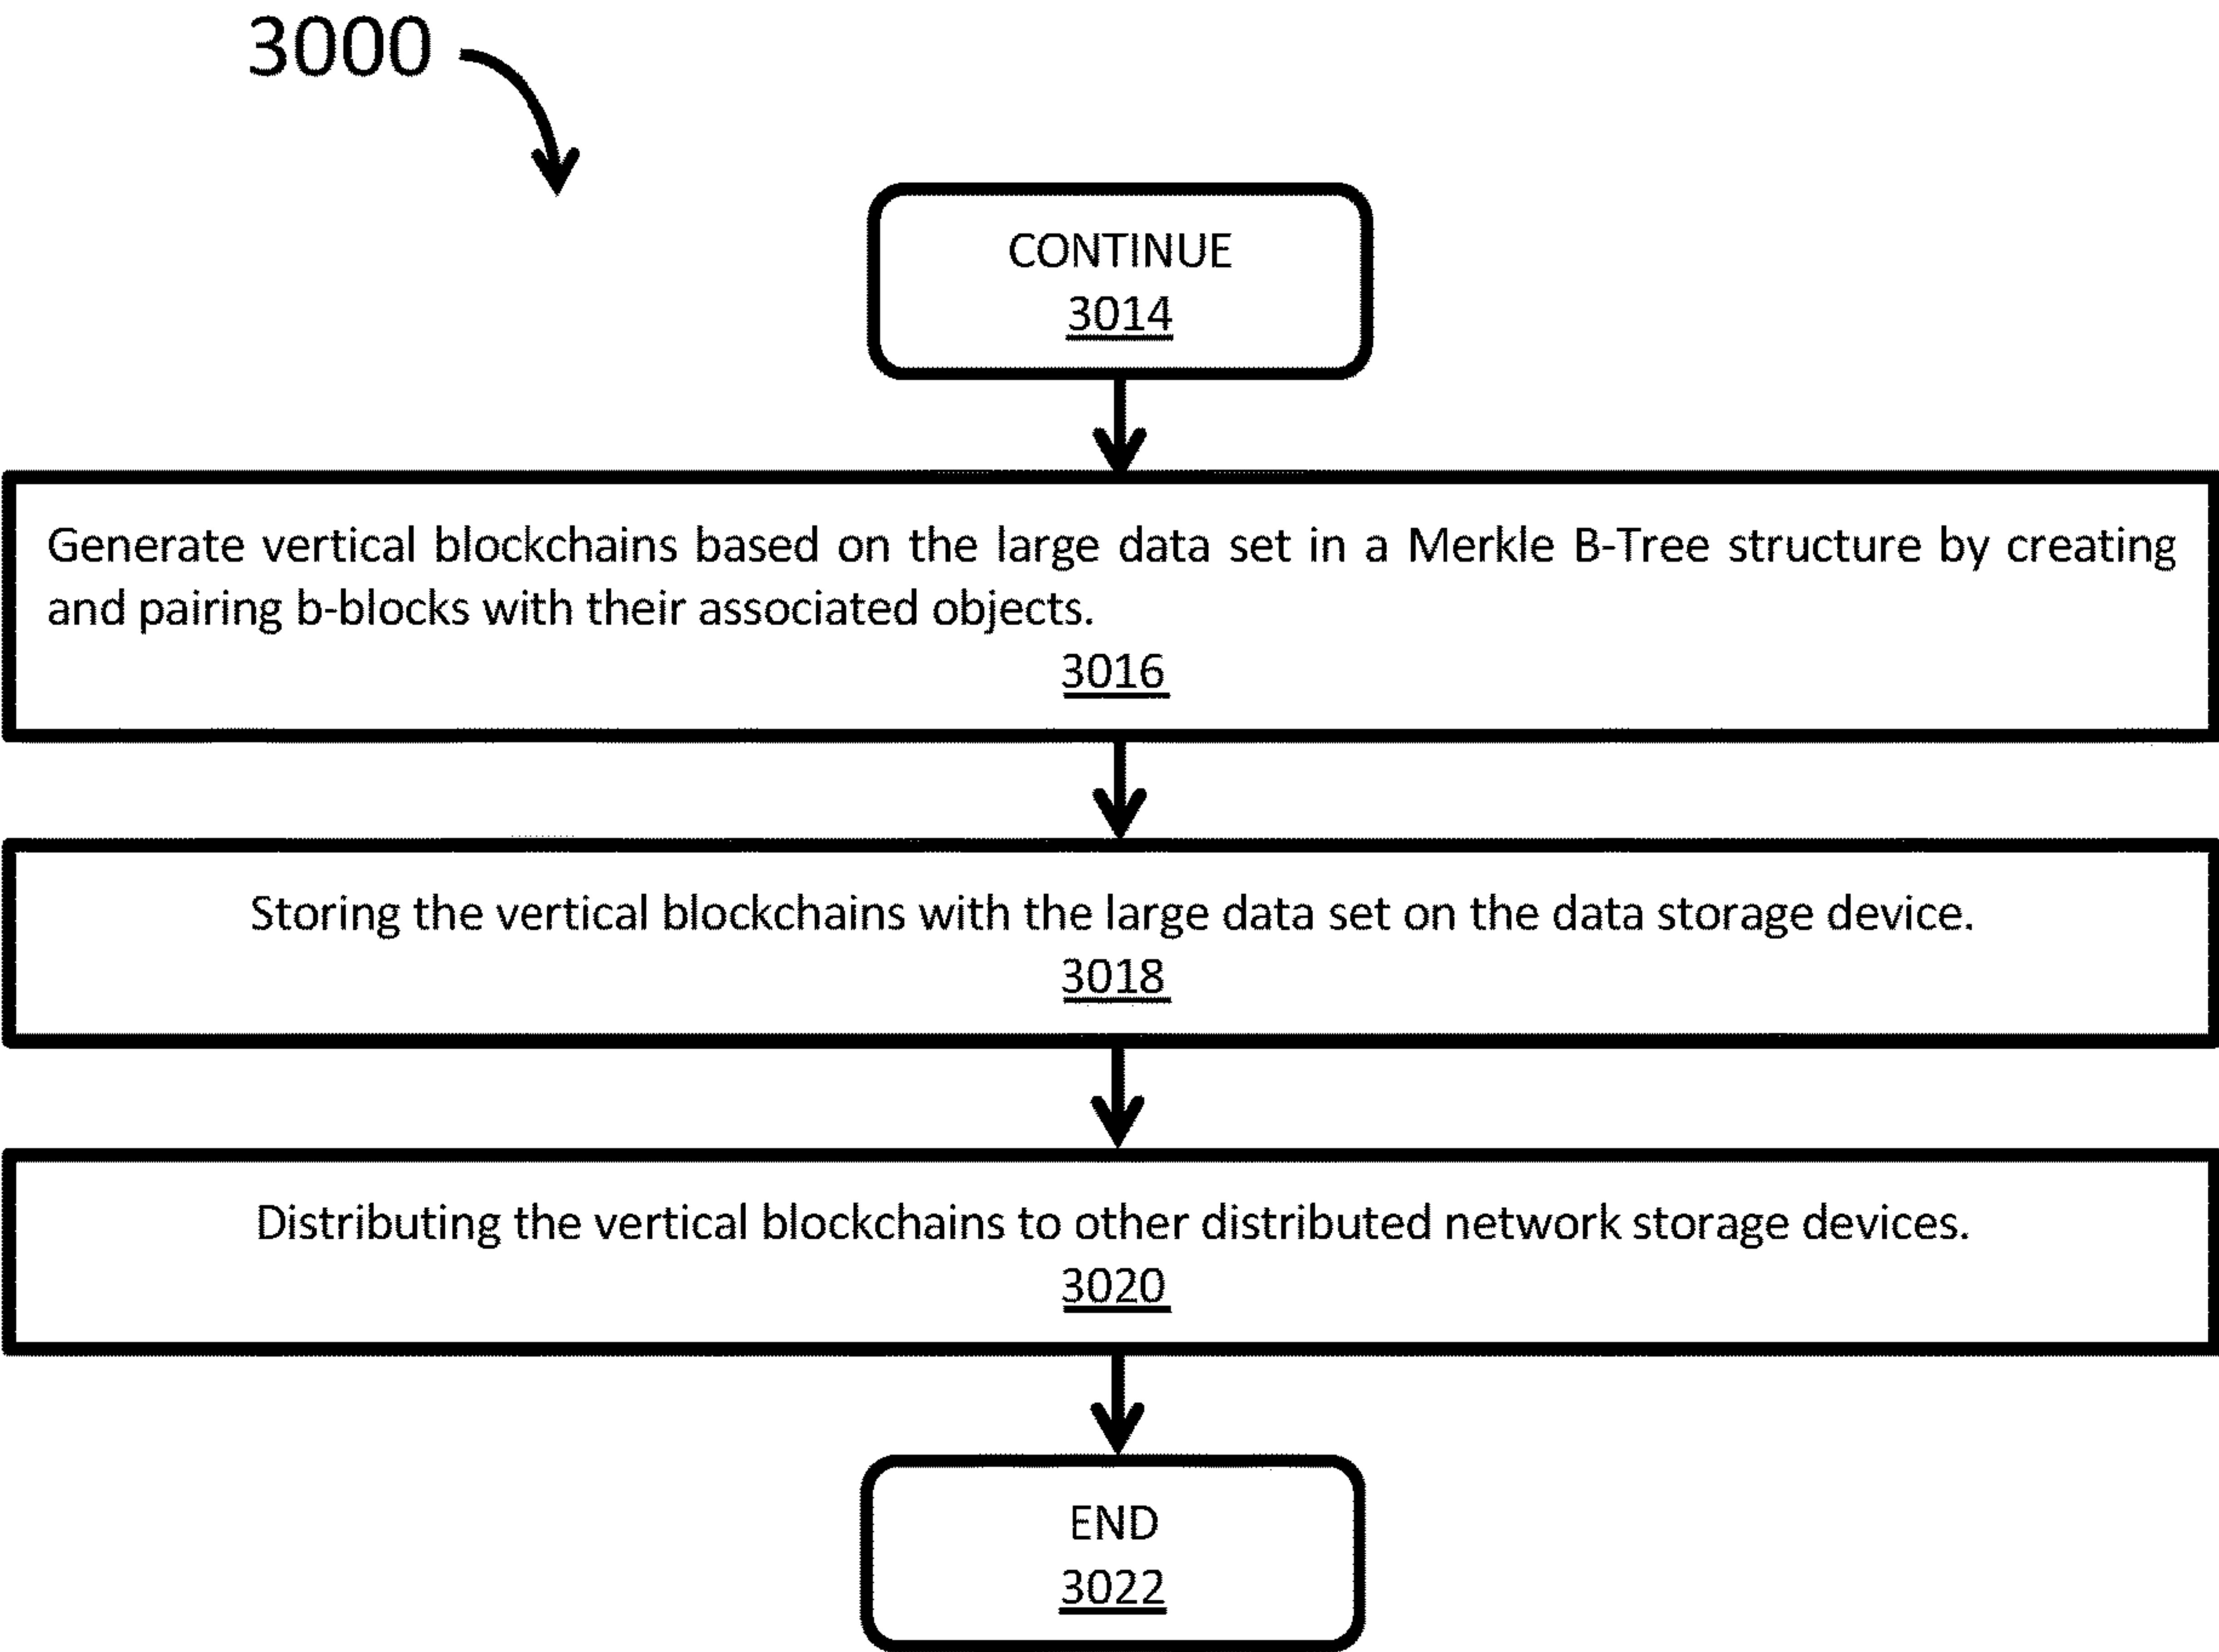 3000
CONTINUE
3014
Generate vertical blockchains based on the large data set in a Merkle B-Tree structure by creating
and pairing b-blocks with their associated objects.
3016
Storing the vertical blockchains with the large data set on the data storage device.
3018
Distributing the vertical blockchains to other distributed network storage devices.
3020
END
3022